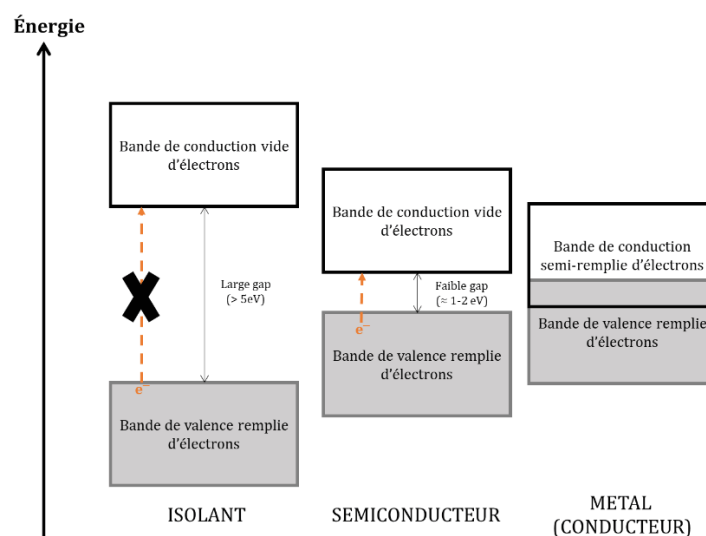 Énergie
Bande de conduction vide
d'électrons
Large gap
(> 5eV)
e⁻
Bande de valence remplie
d'électrons
ISOLANT
Bande de conduction vide
d'électrons
Faible gap
(≈ 1-2 eV)
e⁻
Bande de valence remplie
d'électrons
SEMICONDUCTEUR
Bande de conduction
semi-remplie d'électrons
Bande de valence remplie
d'électrons
METAL
(CONDUCTEUR)